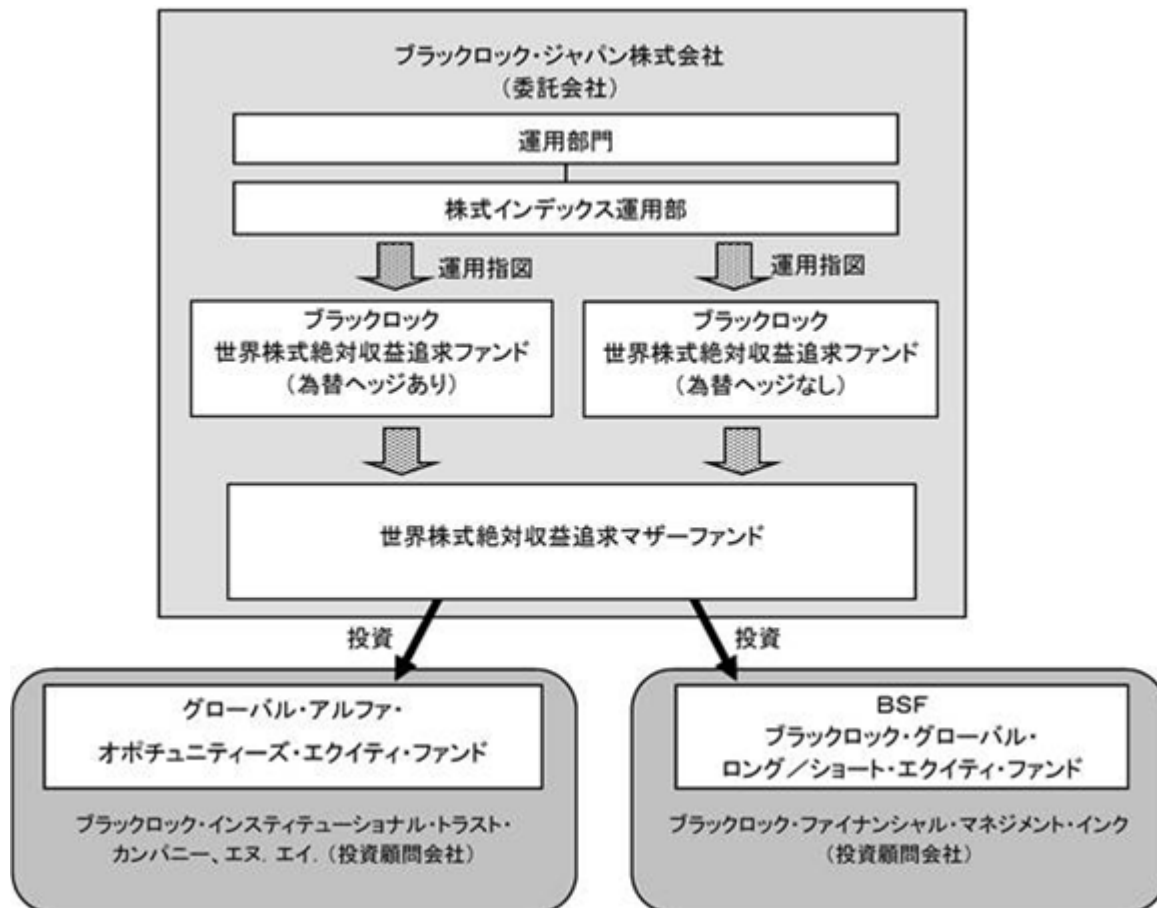 ブラックロック・ジャパン株式会社
（委託会社）
運用部門
株式インデックス運用部
運用指図
運用指図
ブラックロック
世界株式絶対収益追求ファンド
（為替ヘッジあり）
ブラックロック
世界株式絶対収益追求ファンド
（為替ヘッジなし）
世界株式絶対収益追求マザーファンド
投資
投資
グローバル・アルファ・
オポチュニティーズ・エクイティ・ファンド
ブラックロック・インスティテューショナル・トラスト・
カンパニー、エヌ．エイ．（投資顧問会社）
ＢＳＦ
ブラックロック・グローバル・
ロング／ショート・エクイティ・ファンド
ブラックロック・ファイナンシャル・マネジメント・インク
（投資顧問会社）